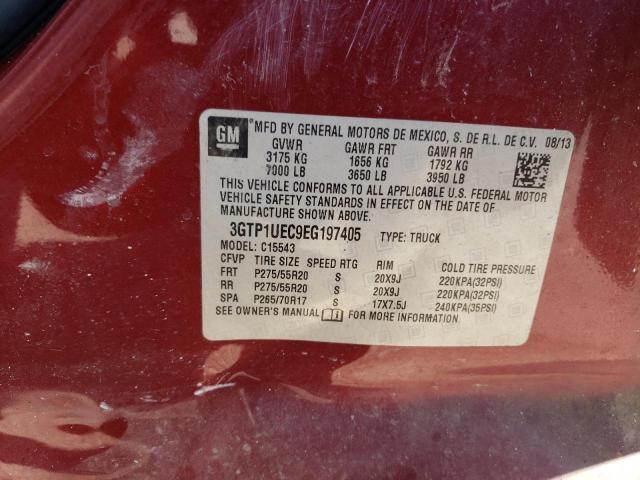 GM MFD BY GENERAL MOTORS DE MEXICO, S. DE R.L. DE C.V. 08/13
GVWR GAWR FRT GAWR RR
3175 KG 1656 KG 1792 KG
7000 LB 3650 LB 3950 LB
THIS VEHICLE CONFORMS TO ALL APPLICABLE U.S. FEDERAL MOTOR
VEHICLE SAFETY STANDARDS IN EFFECT ON THE DATE OF
MANUFACTURE SHOWN ABOVE.
3GTP1UEC9EG197405 TYPE: TRUCK
MODEL: C15543
CFVP TIRE SIZE SPEED RTG RIM COLD TIRE PRESSURE
FRT P275/55R20 S 20X9J 220KPA(32PSI)
RR P275/55R20 S 20X9J 220KPA(32PSI)
SPA P265/70R17 S 17X7.5J 240KPA(35PSI)
SEE OWNER'S MANUAL FOR MORE INFORMATION.